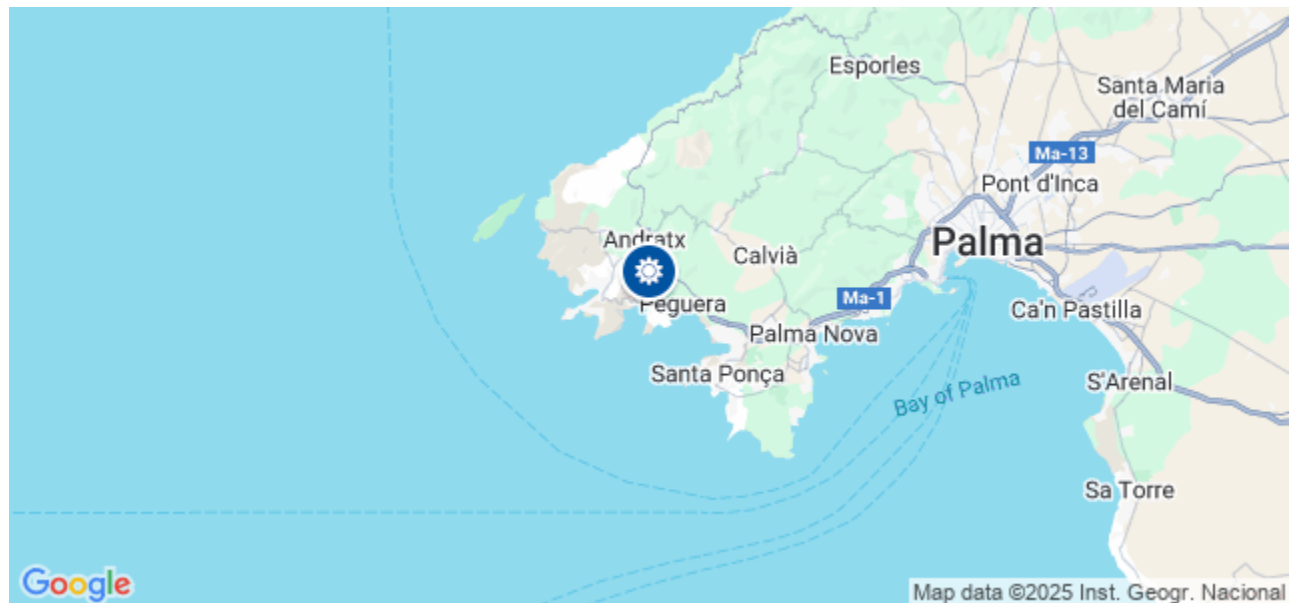 Esporles
Santa Maria
del Camí
Ma-13
Pont d'Inca
Andratx
Palma
Calvià
Peguera
Ma-1
Ca'n Pastilla
Palma Nova
Santa Ponça
S'Arenal
Bay of Palma
Sa Torre
Google
Map data ©2025 Inst. Geogr. Nacional